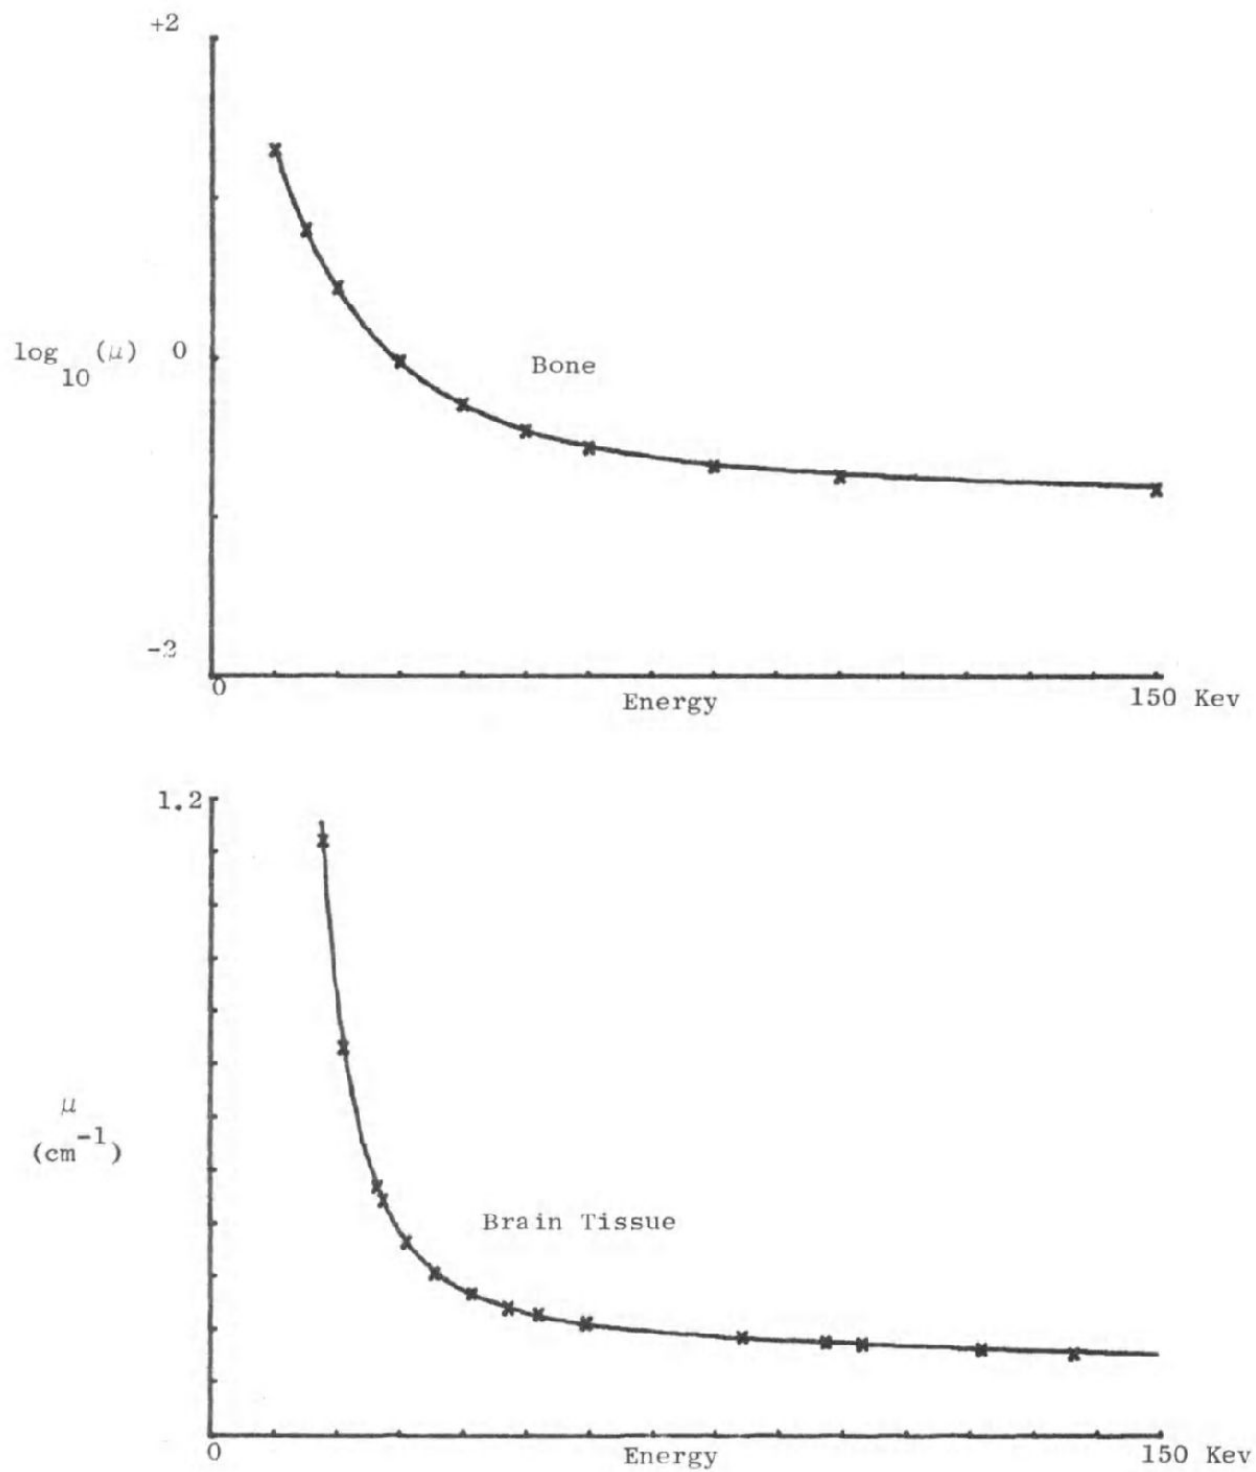 +2
log10(μ) 0
Bone
-2
0 Energy 150 Kev
1.2
μ
(cm-1)
Brain Tissue
0 Energy 150 Kev